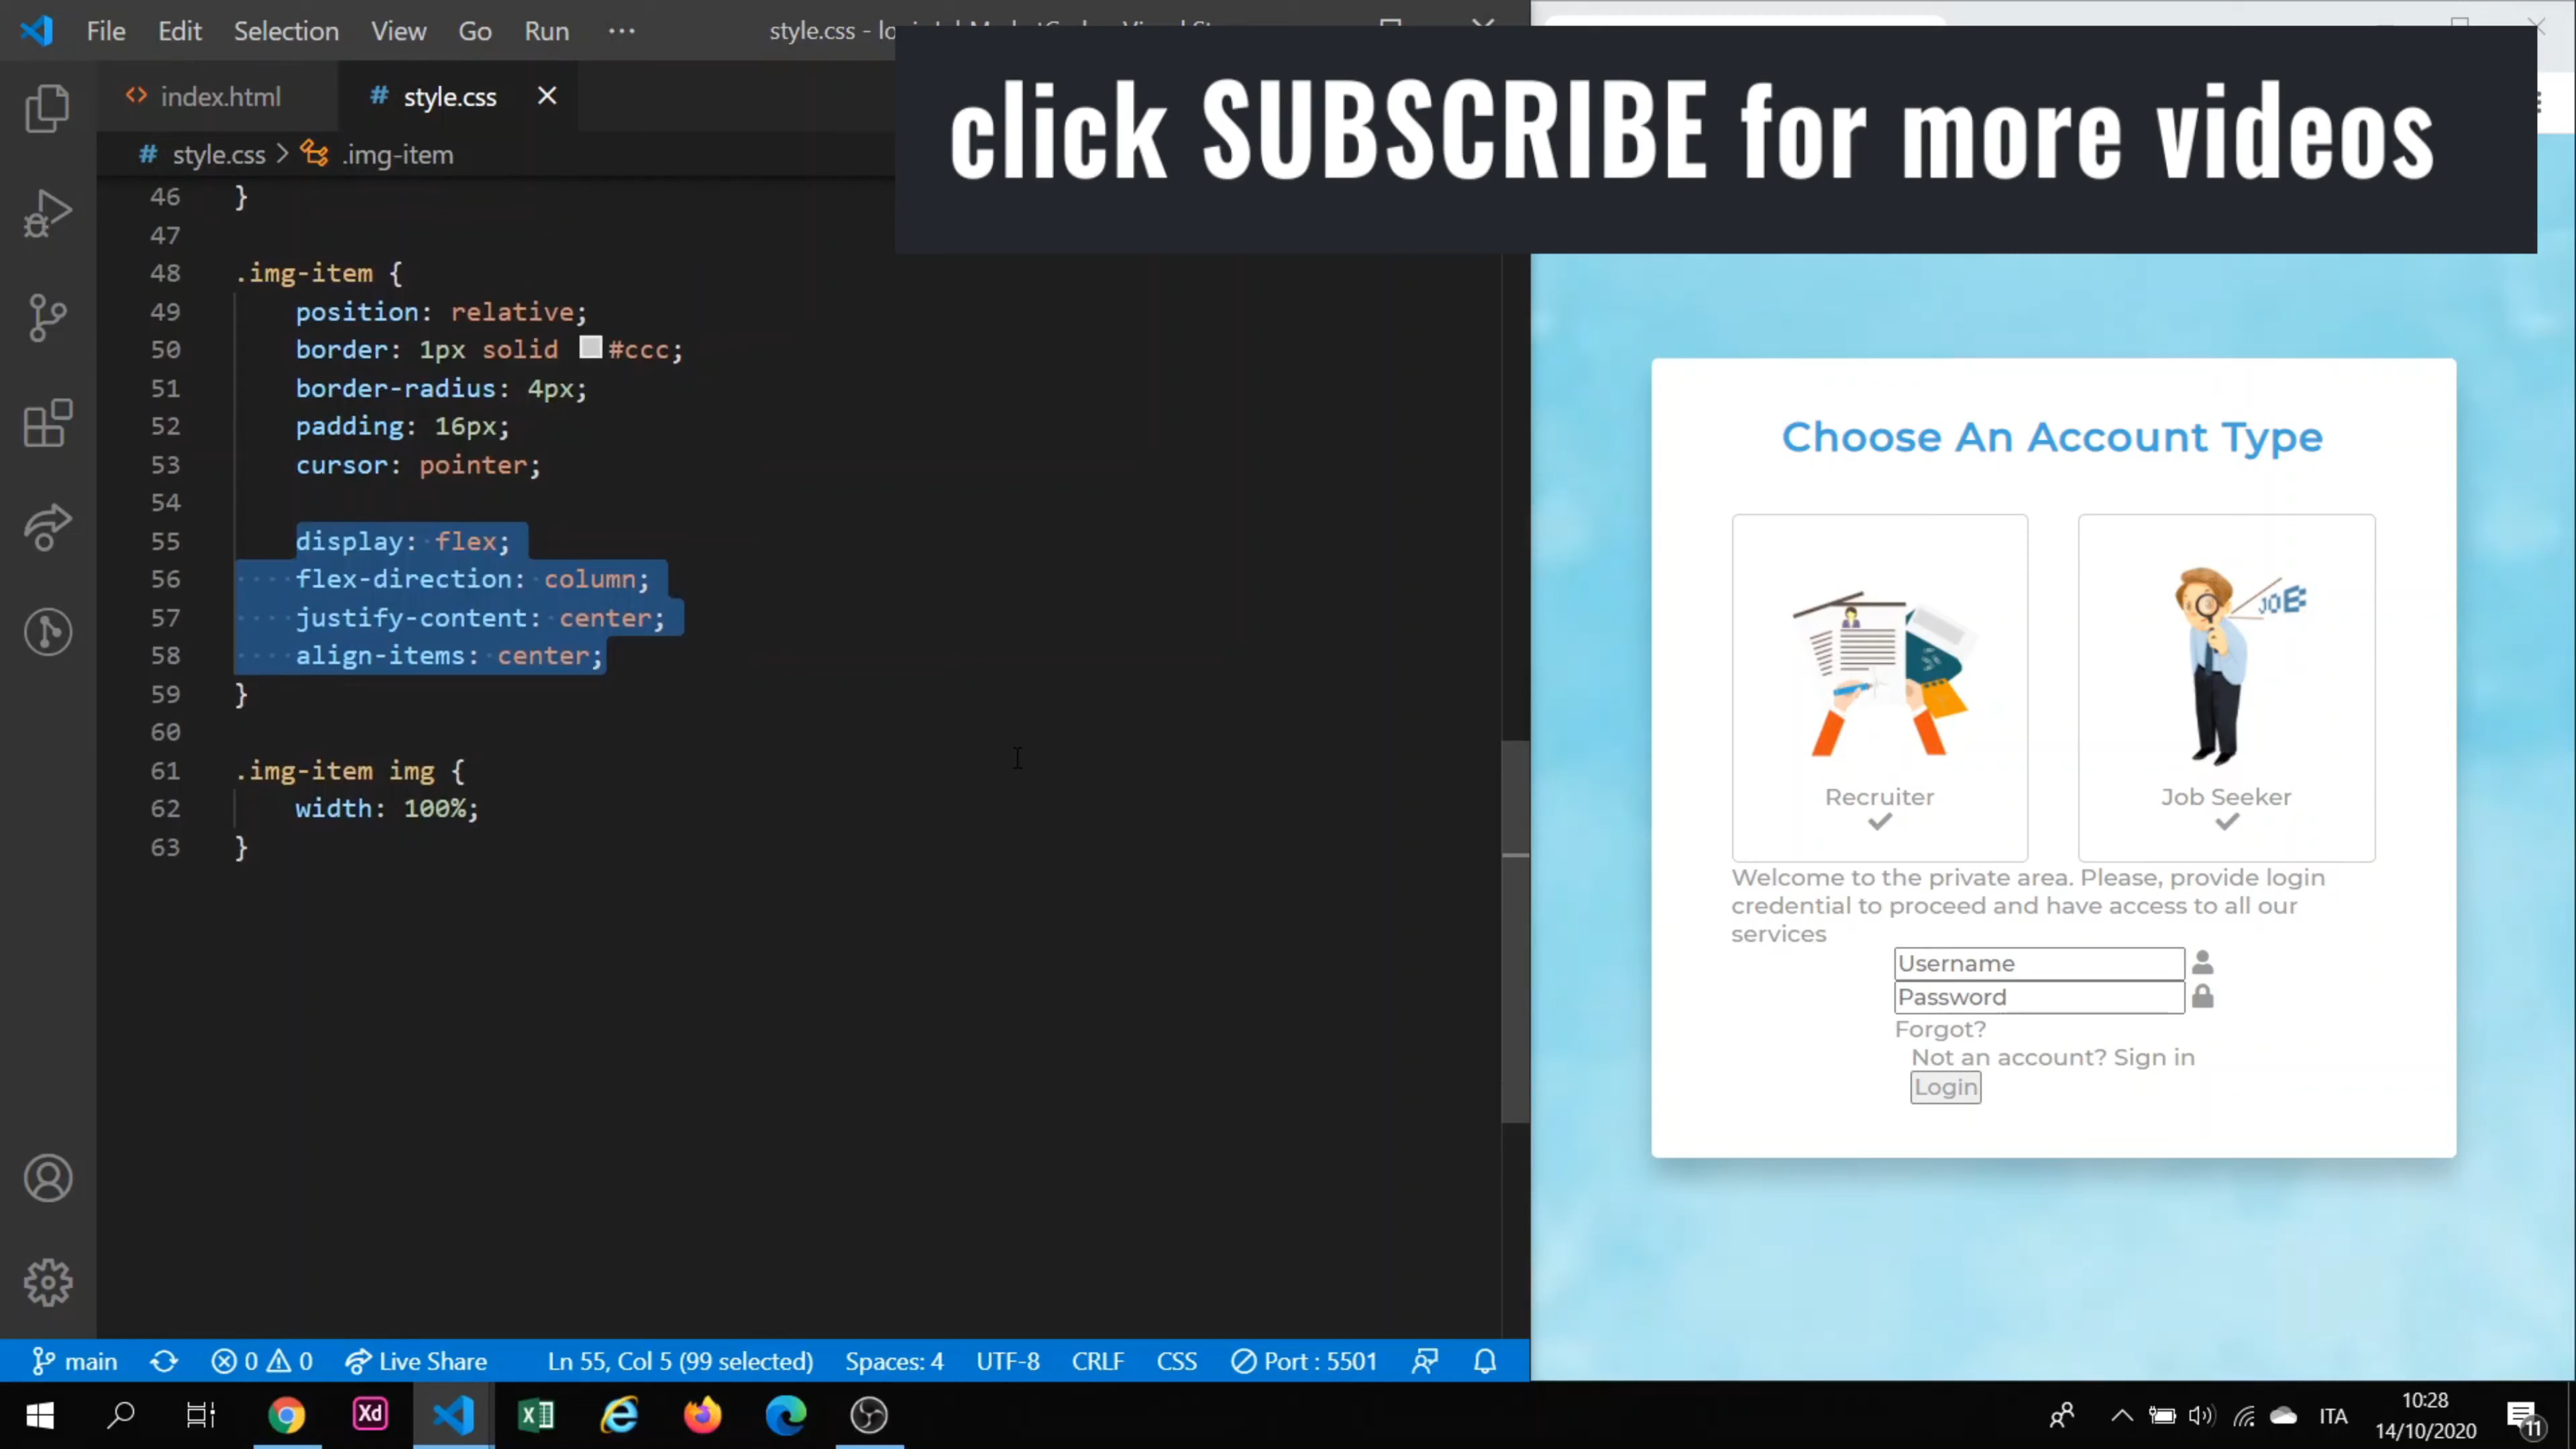 File Edit Selection View Go Run ···
style.css - lo
click SUBSCRIBE for more videos
index.html
# style.css
# style.css > .img-item
46 }
47
48 .img-item {
49 position: relative;
50 border: 1px solid #ccc;
51 border-radius: 4px;
52 padding: 16px;
53 cursor: pointer;
54
55 display: flex;
56 flex-direction: column;
57 justify-content: center;
58 align-items: center;
59 }
60
61 .img-item img {
62 width: 100%;
63 }
Choose An Account Type
JOB
Recruiter
Job Seeker
Welcome to the private area. Please, provide login
credential to proceed and have access to all our
services
Username
Password
Forgot?
Not an account? Sign in
Login
main 0 0 Live Share Ln 55, Col 5 (99 selected) Spaces: 4 UTF-8 CRLF CSS Port : 5501
Xd
ITA
10:28
14/10/2020
11